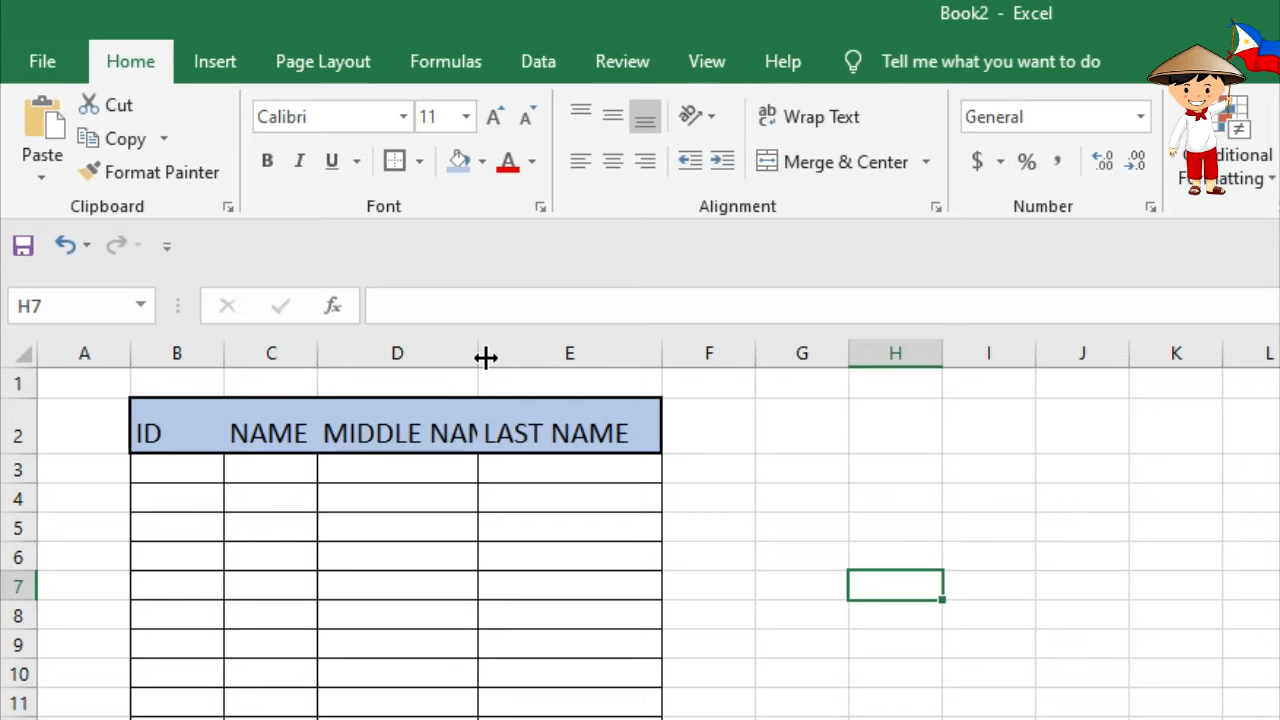 Book2 - Excel
File Home Insert Page Layout Formulas Data Review View Help Tell me what you want to do
Cut
Copy
Format Painter
Paste
Clipboard
Calibri 11
B I U A
Font
Wrap Text
Merge & Center
Alignment
General
$ % ,
Number
Formatting
H7 fx
A B C D E F G H I J K L
1
2 ID NAME MIDDLE NAM LAST NAME
3
4
5
6
7
8
9
10
11